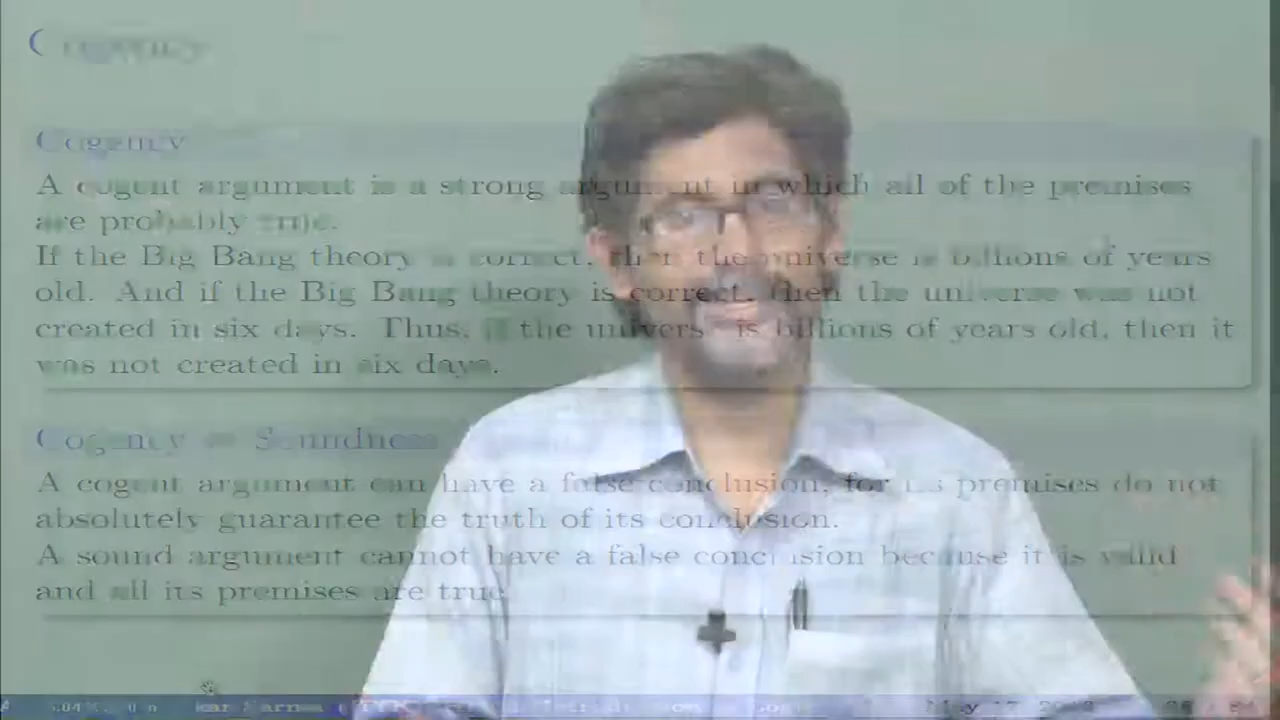 Cogency
Cogency
A cogent argument is a strong argument in which all of the premises
are probably true.
If the Big Bang theory is correct, then the universe is billions of years
old. And if the Big Bang theory is correct, then the universe was not
created in six days. Thus, if the universe is billions of years old, then it
was not created in six days.
Cogency vs Soundness
A cogent argument can have a false conclusion, for its premises do not
absolutely guarantee the truth of its conclusion.
A sound argument cannot have a false conclusion because it is valid
and all its premises are true.